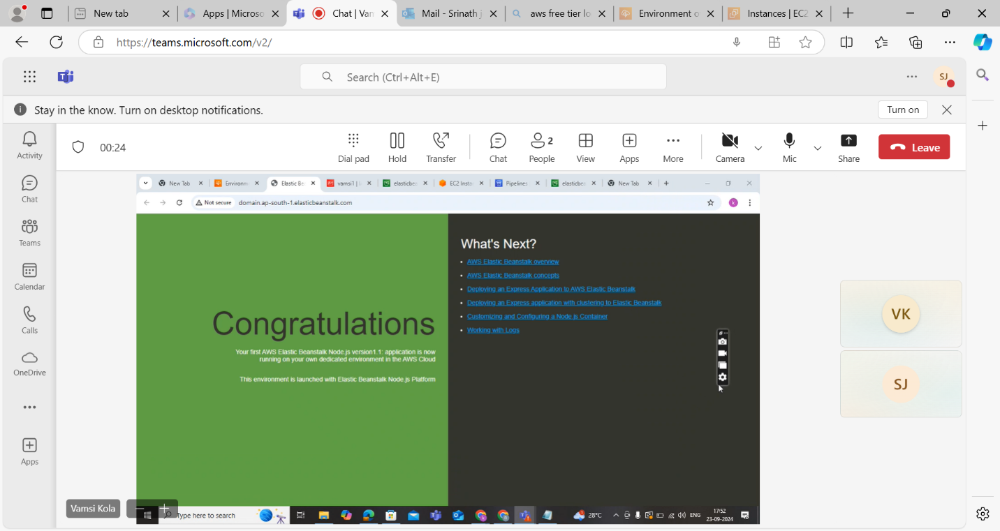 New tab
Apps | Microso
Chat | Van
Mail - Srinath j
aws free tier lo
Environment o
Instances | EC2
https://teams.microsoft.com/v2/
Search (Ctrl+Alt+E)
SJ
Stay in the know. Turn on desktop notifications.
Turn on
Activity
Chat
Teams
Calendar
Calls
OneDrive
Apps
00:24
Dial pad
Hold
Transfer
Chat
2
People
View
Apps
More
Camera
Mic
Share
Leave
New Tab
Environm
Elastic Be
vamsi1 |
elasticbe
EC2 Insta
Pipelines
elasticbe
New Tab
Not secure
domain.ap-south-1.elasticbeanstalk.com
k
Congratulations
Your first AWS Elastic Beanstalk Node.js version1.1: application is now
running on your own dedicated environment in the AWS Cloud
This environment is launched with Elastic Beanstalk Node.js Platform
What's Next?
AWS Elastic Beanstalk overview
AWS Elastic Beanstalk concepts
Deploying an Express Application to AWS Elastic Beanstalk
Deploying an Express application with clustering to Elastic Beanstalk
Customizing and Configuring a Node.js Container
Working with Logs
VK
SJ
Vamsi Kola
Type here to search
28°C
ENG
17:52
23-09-2024